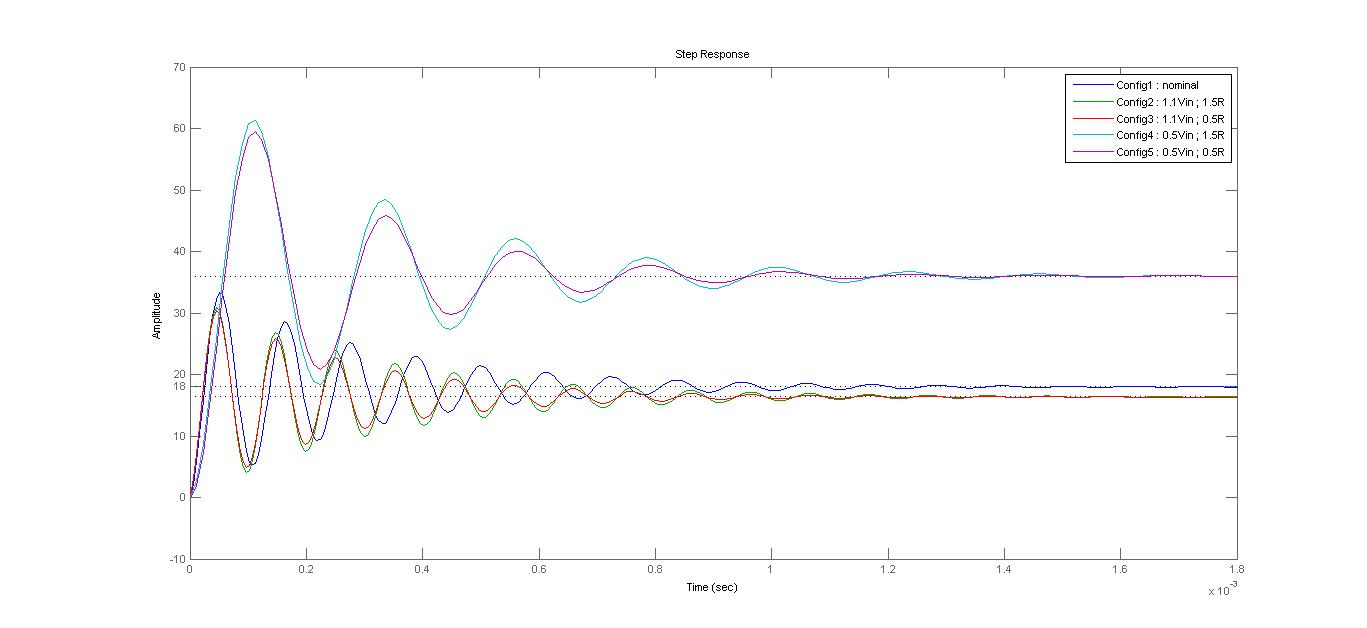 Step Response
70
60
50
40
30
20
18
10
0
-10
Amplitude
Config1 : nominal
Config2 : 1.1Vin ; 1.5R
Config3 : 1.1Vin ; 0.5R
Config4 : 0.5Vin ; 1.5R
Config5 : 0.5Vin ; 0.5R
0 0.2 0.4 0.6 0.8 1 1.2 1.4 1.6 1.8
Time (sec)
x 10^-3